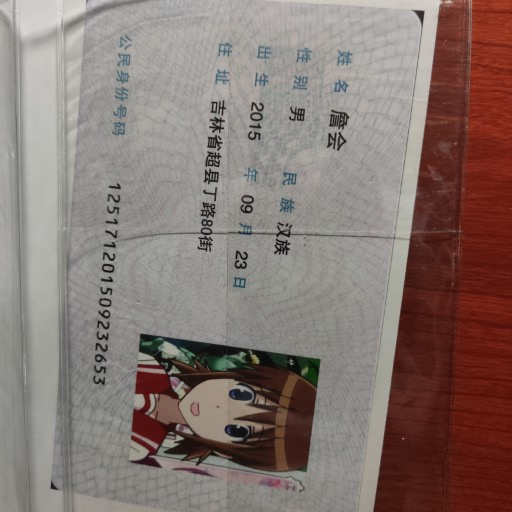 姓名 詹会
性别 男 民族 汉族
出生 2015 年 09 月 23 日
住址 吉林省超县丁路80街
公民身份号码 125171201509232653